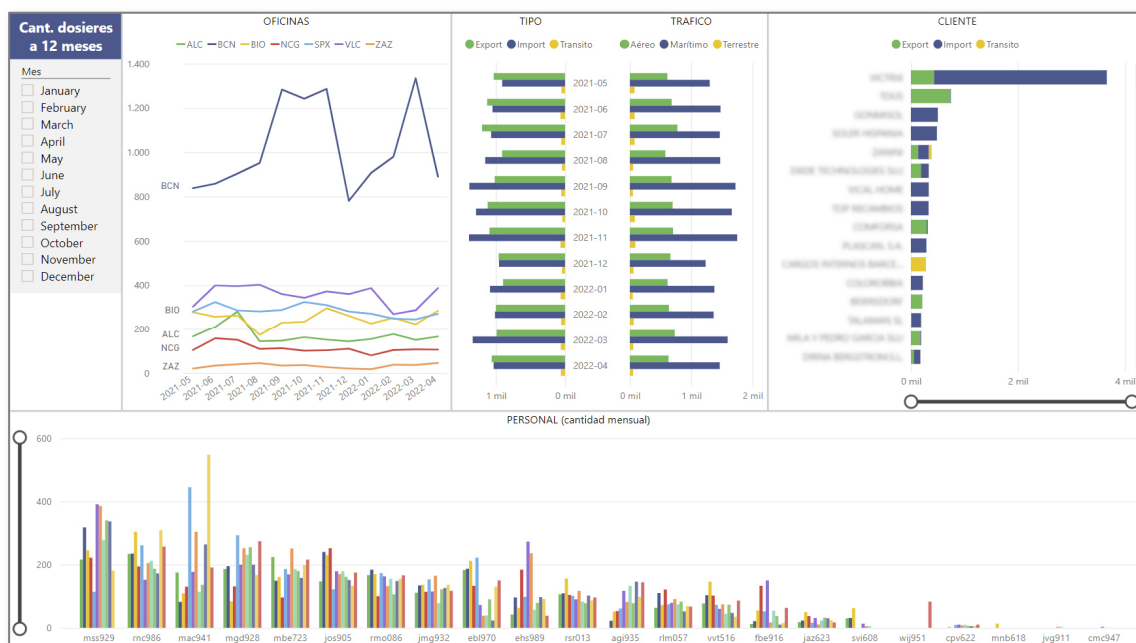 Cant. dosieres
a 12 meses
Mes
January
February
March
April
May
June
July
August
September
October
November
December
OFICINAS
ALC BCN BIO NCG SPX VLC ZAZ
1.400
1.200
1.000
800
600
400
200
0
BCN
BIO
ALC
NCG
ZAZ
2021-05 2021-06 2021-07 2021-08 2021-09 2021-10 2021-11 2021-12 2022-01 2022-02 2022-03 2022-04
TIPO
Export Import Transito
TRAFICO
Aéreo Marítimo Terrestre
2021-05
2021-06
2021-07
2021-08
2021-09
2021-10
2021-11
2021-12
2022-01
2022-02
2022-03
2022-04
1 mil 0 mil
0 mil 1 mil 2 mil
CLIENTE
Export Import Transito
0 mil 2 mil 4 mil
PERSONAL (cantidad mensual)
600
400
200
0
mss929 rnc986 mac941 mgd928 mbe723 jos905 rmo086 jmg932 ebl970 ehs989 rsr013 agi935 rlm057 vvt516 fbe916 jaz623 svi608 wij951 cpv622 mnb618 jvg911 cmc947